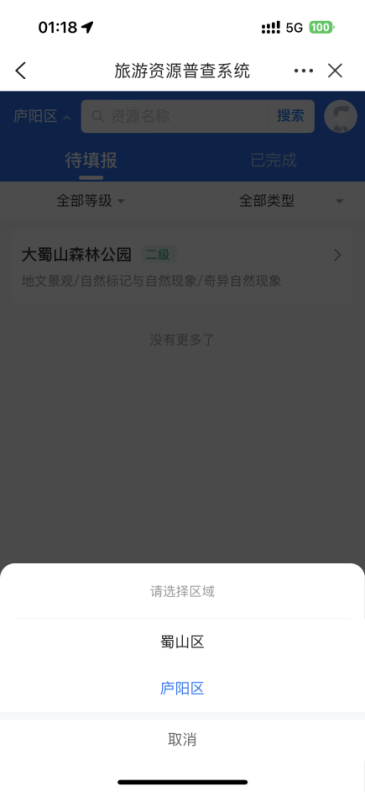 01:18 5G 100
旅游资源普查系统
庐阳区 资源名称 搜索
待填报 已完成
全部等级 全部类型
大蜀山森林公园 二级
地文景观/自然标记与自然现象/奇异自然现象
没有更多了
请选择区域
蜀山区
庐阳区
取消